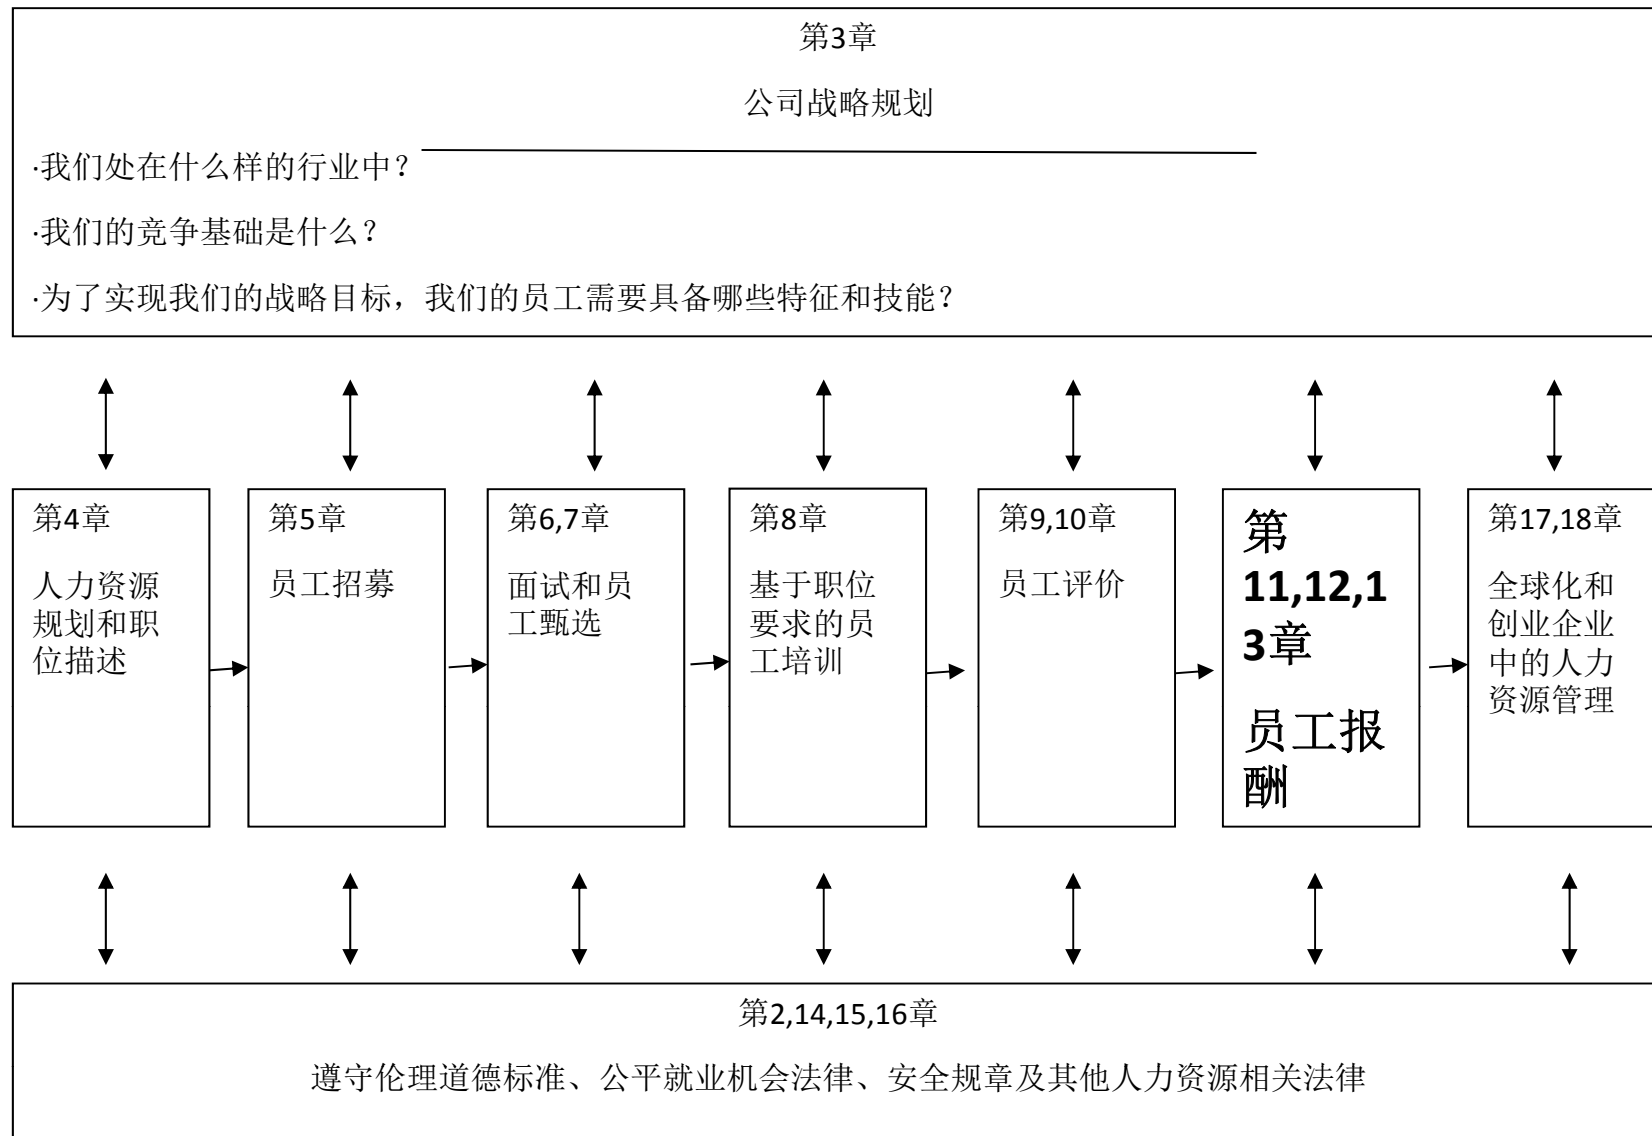 第3章
公司战略规划
·我们处在什么样的行业中？
·我们的竞争基础是什么？
·为了实现我们的战略目标，我们的员工需要具备哪些特征和技能？
第4章
人力资源
规划和职
位描述
第5章
员工招募
第6,7章
面试和员
工甄选
第8章
基于职位
要求的员
工培训
第9,10章
员工评价
第
11,12,1
3章
员工报
酬
第17,18章
全球化和
创业企业
中的人力
资源管理
第2,14,15,16章
遵守伦理道德标准、公平就业机会法律、安全规章及其他人力资源相关法律